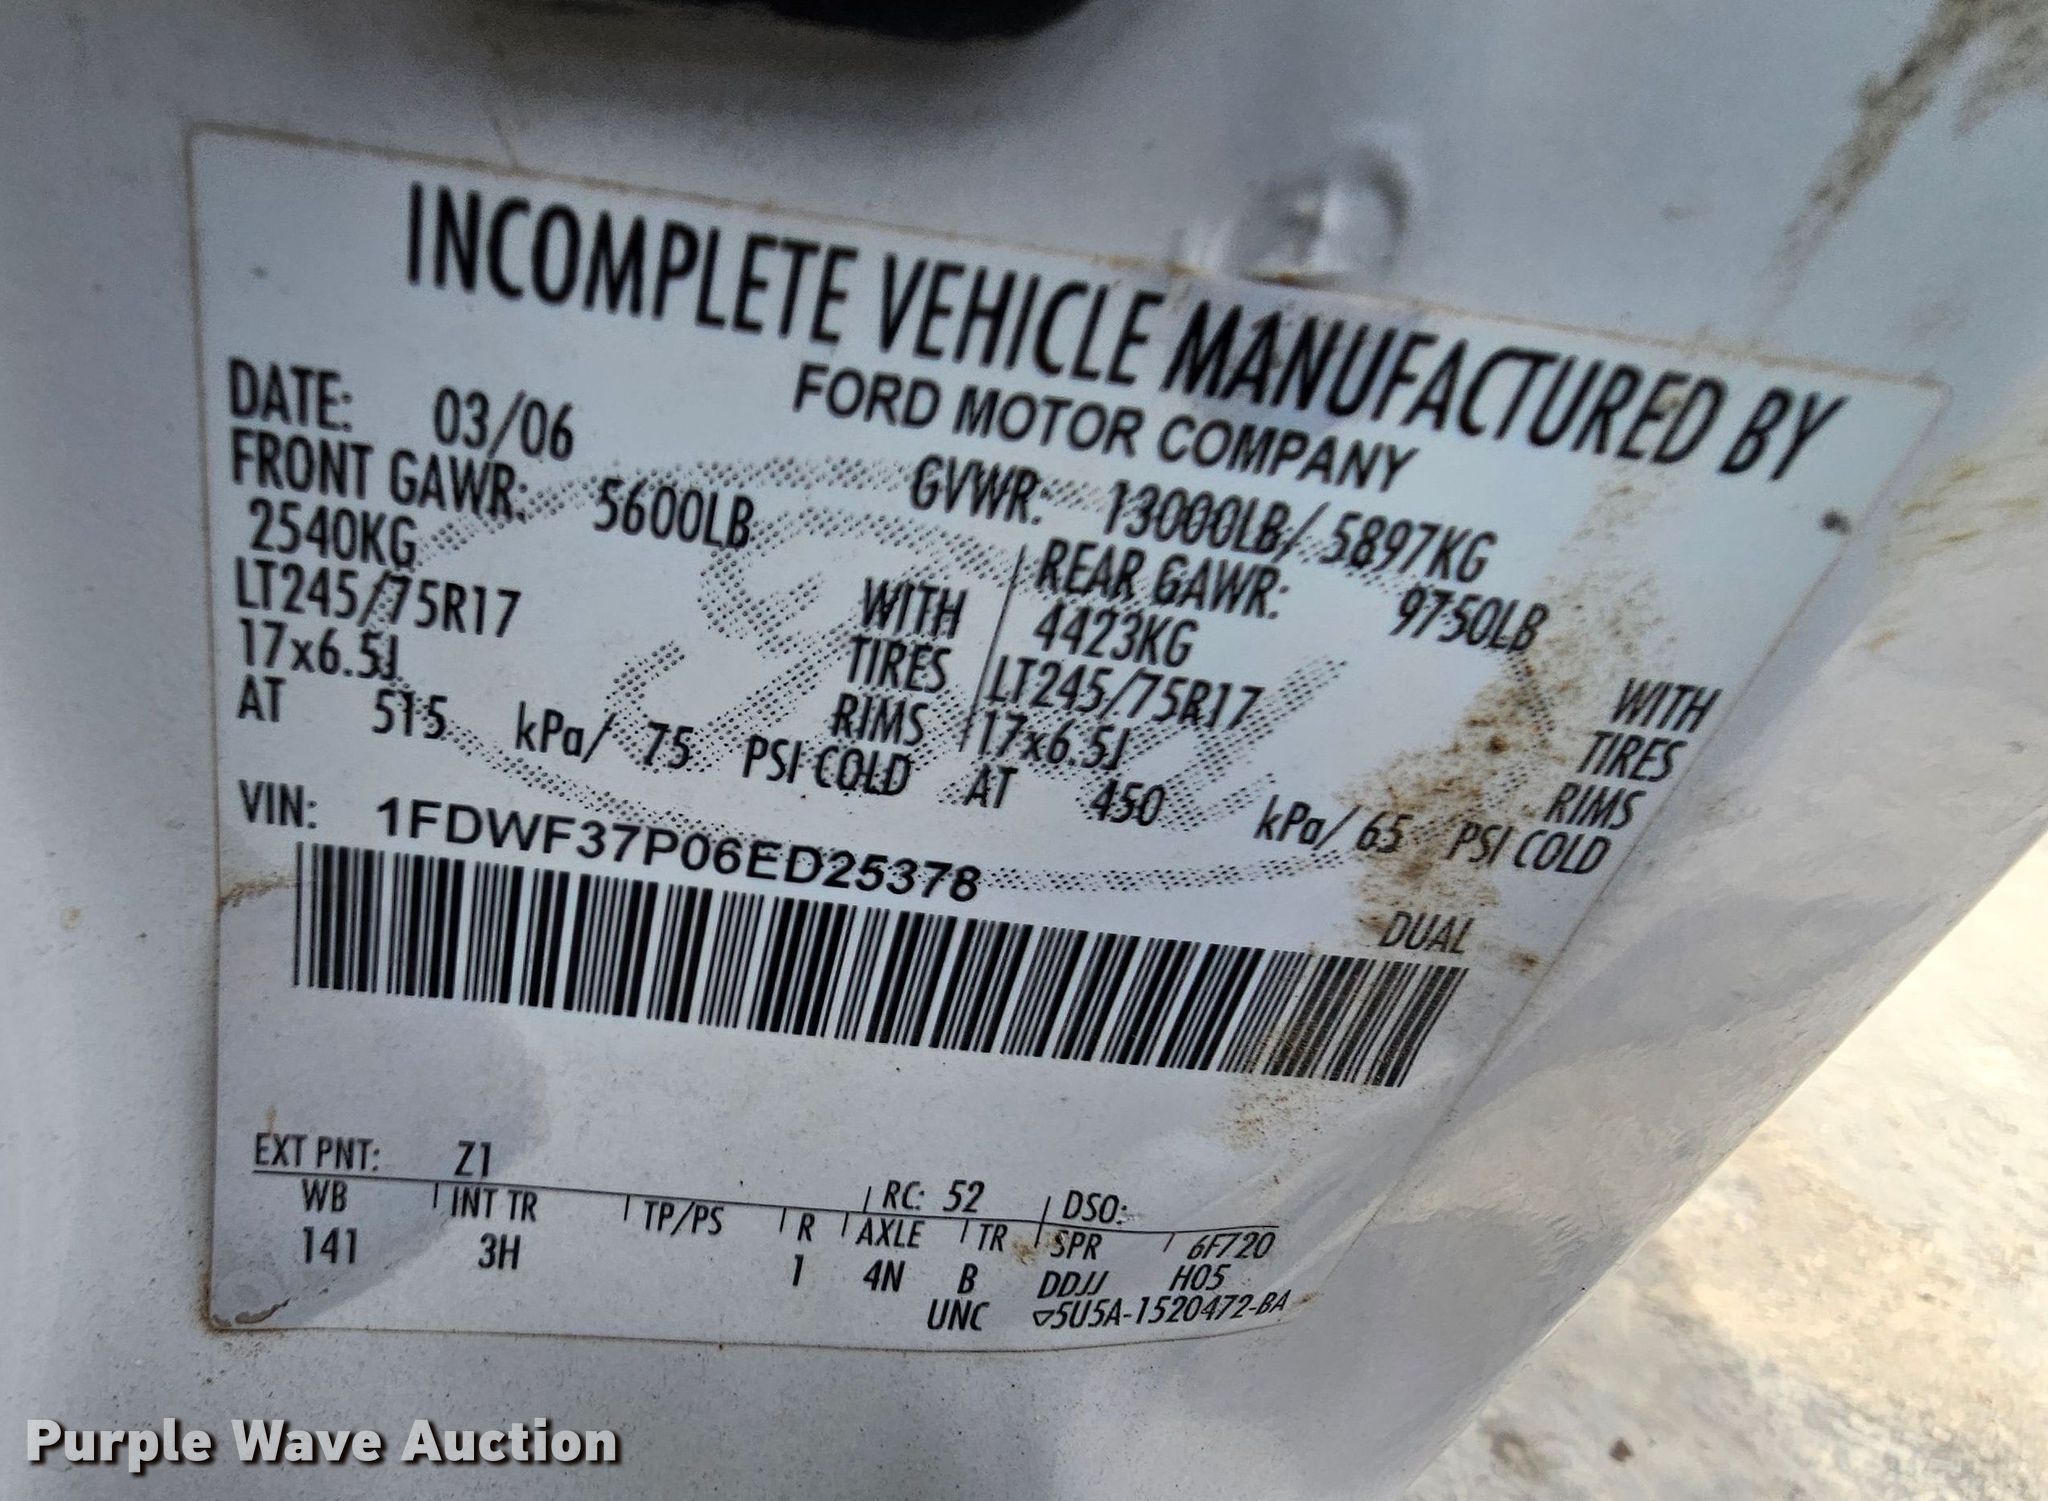 INCOMPLETE VEHICLE MANUFACTURED BY
FORD MOTOR COMPANY
DATE: 03/06 GVWR: 13000LB/ 5897KG
FRONT GAWR: 5600LB REAR GAWR: 9750LB
2540KG WITH 4423KG WITH
LT245/75R17 TIRES LT245/75R17 TIRES
17x6.5J RIMS 17x6.5J RIMS
AT 515 kPa/ 75 PSI COLD AT 450 kPa/ 65 PSI COLD
VIN: 1FDWF37P06ED25378
DUAL
EXT PNT: Z1 RC: 52 DSO:
WB INT TR TP/PS R AXLE TR SPR 6F720
141 3H 1 4N B DDJJ H05
UNC ▽5U5A-1520472-BA
Purple Wave Auction